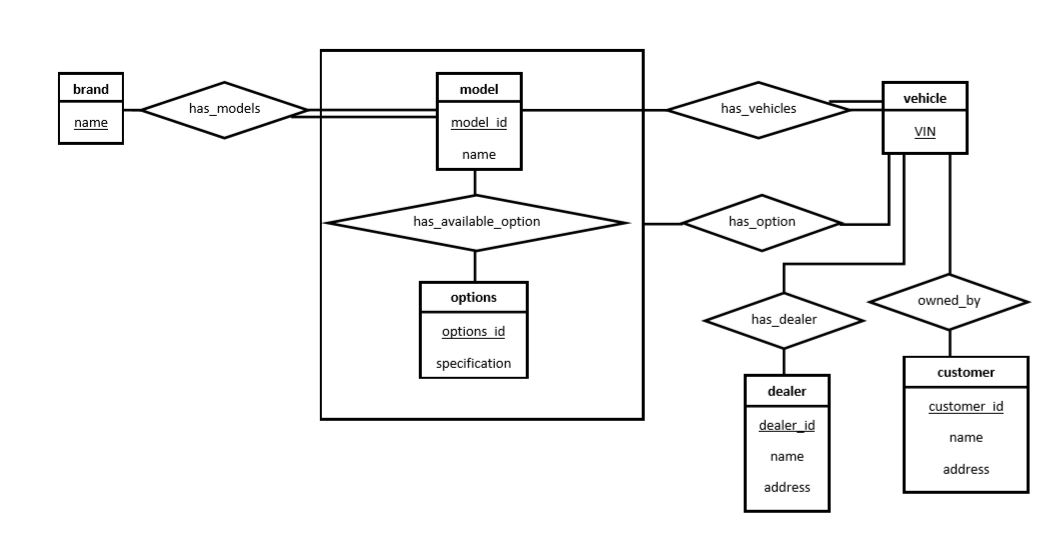 brand
name
has_models
model
model_id
name
has_vehicles
vehicle
VIN
has_available_option
has_option
options
options_id
specification
has_dealer
owned_by
dealer
dealer_id
name
address
customer
customer_id
name
address